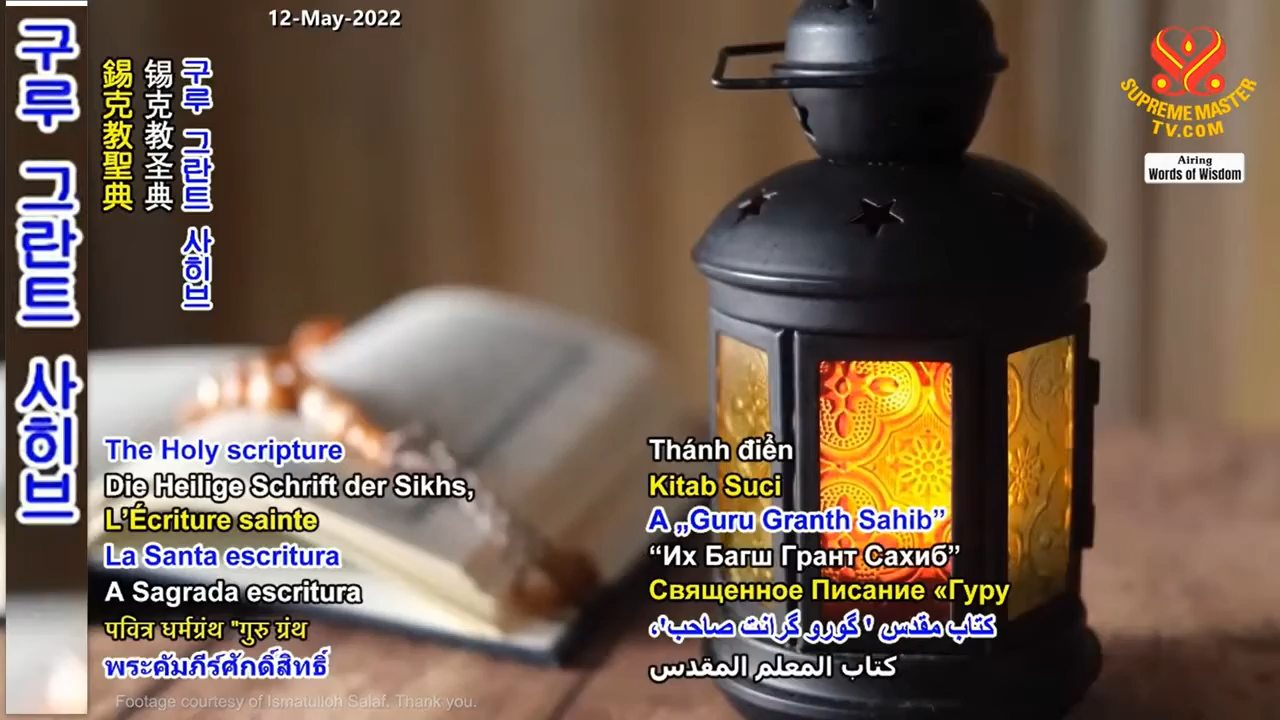 12-May-2022
구루 그란트 사히브
錫克教聖典
锡克教圣典
구루 그란트 사히브
SUPREME MASTER
TV.COM
Airing
Words of Wisdom
The Holy scripture
Die Heilige Schrift der Sikhs,
L’Écriture sainte
La Santa escritura
A Sagrada escritura
पवित्र धर्मग्रंथ "गुरु ग्रंथ
พระคัมภีร์ศักดิ์สิทธิ์
Thánh điển
Kitab Suci
A „Guru Granth Sahib”
“Их Багш Грант Сахиб”
Священное Писание «Гуру
کتاب مقدس ' گورو گرانت صاحب'،
كتاب المعلم المقدس
Footage courtesy of Ismatulloh Salaf. Thank you.